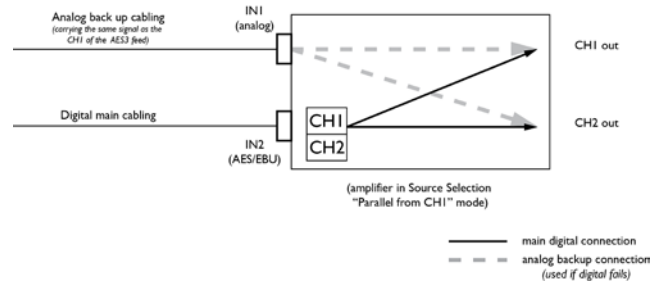 Analog back up cabling
(carrying the same signal as the
CH1 of the AES3 feed)
IN1
(analog)
CH1 out
Digital main cabling
CH1
CH2
CH2 out
IN2
(AES/EBU)
(amplifier in Source Selection
"Parallel from CH1" mode)
main digital connection
analog backup connection
(used if digital fails)